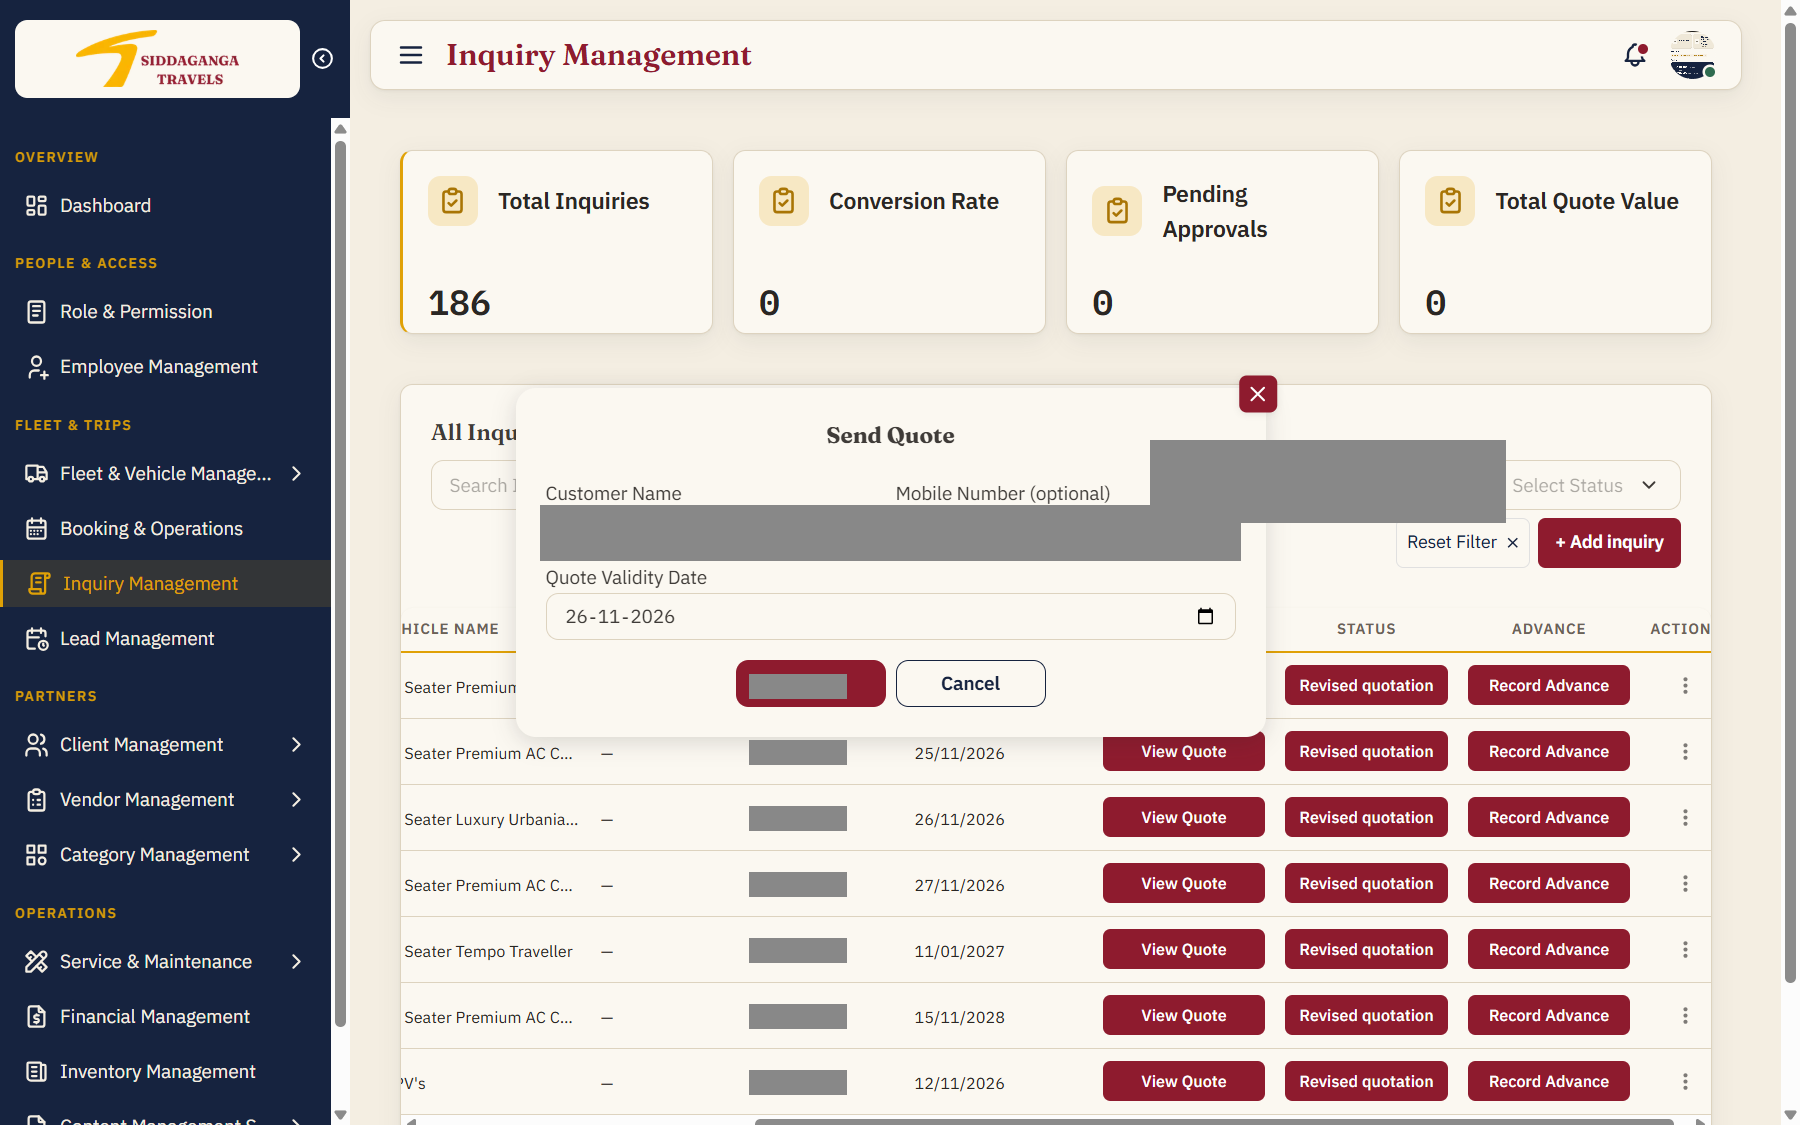 SIDDAGANGA
TRAVELS
OVERVIEW
Dashboard
PEOPLE & ACCESS
Role & Permission
Employee Management
FLEET & TRIPS
Fleet & Vehicle Manage...
Booking & Operations
Inquiry Management
Lead Management
PARTNERS
Client Management
Vendor Management
Category Management
OPERATIONS
Service & Maintenance
Financial Management
Inventory Management
Content Management S
Inquiry Management
Total Inquiries
186
Conversion Rate
0
Pending
Approvals
0
Total Quote Value
0
All Inqu
Search I
Select Status
Reset Filter ×
+ Add inquiry
Send Quote
Customer Name
Mobile Number (optional)
Quote Validity Date
26-11-2026
Cancel
HICLE NAME STATUS ADVANCE ACTION
Seater Premium Revised quotation Record Advance
Seater Premium AC C... – 25/11/2026 View Quote Revised quotation Record Advance
Seater Luxury Urbania... – 26/11/2026 View Quote Revised quotation Record Advance
Seater Premium AC C... – 27/11/2026 View Quote Revised quotation Record Advance
Seater Tempo Traveller – 11/01/2027 View Quote Revised quotation Record Advance
Seater Premium AC C... – 15/11/2028 View Quote Revised quotation Record Advance
PV's – 12/11/2026 View Quote Revised quotation Record Advance